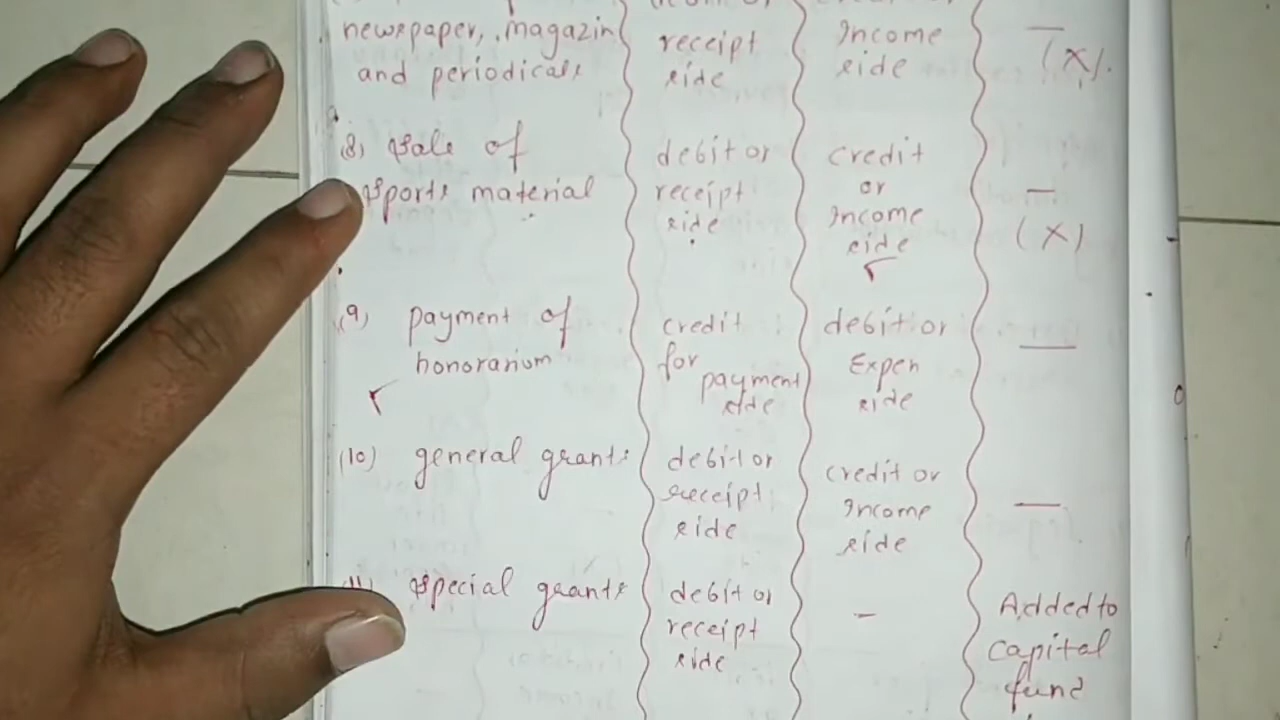 newspaper, magazin
and periodicals
receipt
side
Income
side
—
(X).
(8) Sale of
sports material
debit or
receipt
side
credit
or
Income
side
—
(X)
(9) payment of
honorarium
credit
for
payment
side
debit or
Expen
side
—
(10) general grants
debit or
receipt
side
credit or
Income
side
—
(11) special grants
debit or
receipt
side
—
Added to
capital
fund